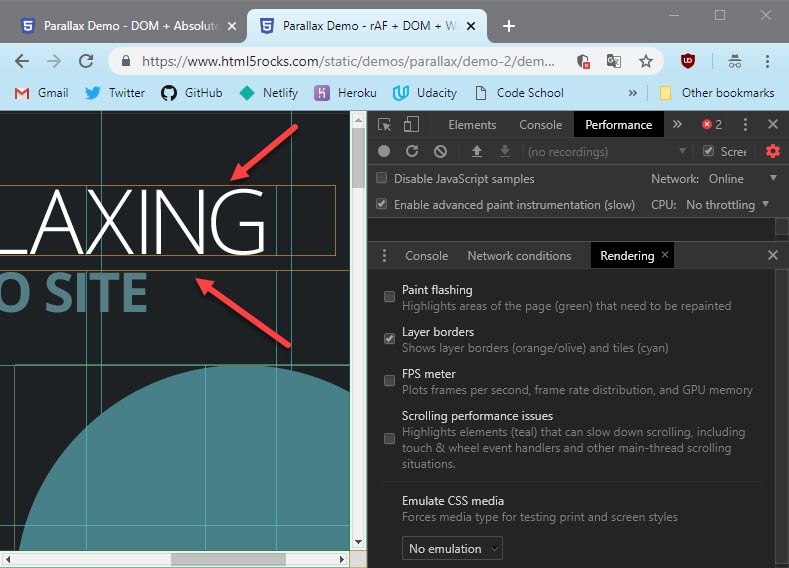 Parallax Demo - DOM + Absolute
Parallax Demo - rAF + DOM + W
https://www.html5rocks.com/static/demos/parallax/demo-2/dem...
Gmail Twitter GitHub Netlify Heroku Udacity Code School » Other bookmarks
Elements Console Performance » 2
(no recordings) Scree
Disable JavaScript samples Network: Online
Enable advanced paint instrumentation (slow) CPU: No throttling
Console Network conditions Rendering
Paint flashing
Highlights areas of the page (green) that need to be repainted
Layer borders
Shows layer borders (orange/olive) and tiles (cyan)
FPS meter
Plots frames per second, frame rate distribution, and GPU memory
Scrolling performance issues
Highlights elements (teal) that can slow down scrolling, including
touch & wheel event handlers and other main-thread scrolling
situations.
Emulate CSS media
Forces media type for testing print and screen styles
No emulation
LAXING
O SITE